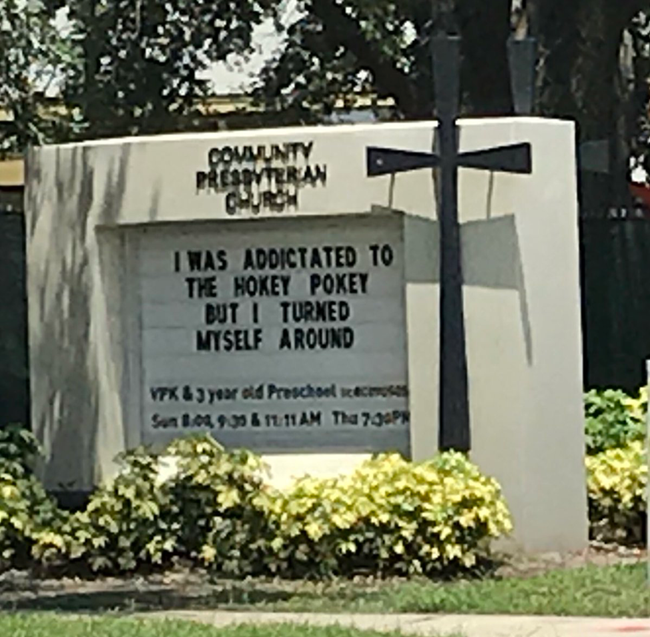 COMMUNITY
PRESBYTERIAN
CHURCH
I WAS ADDICTATED TO
THE HOKEY POKEY
BUT I TURNED
MYSELF AROUND
VPK & 3 year old Preschool
Sun 8:00, 9:30 & 11:11 AM Thu 7:30PM